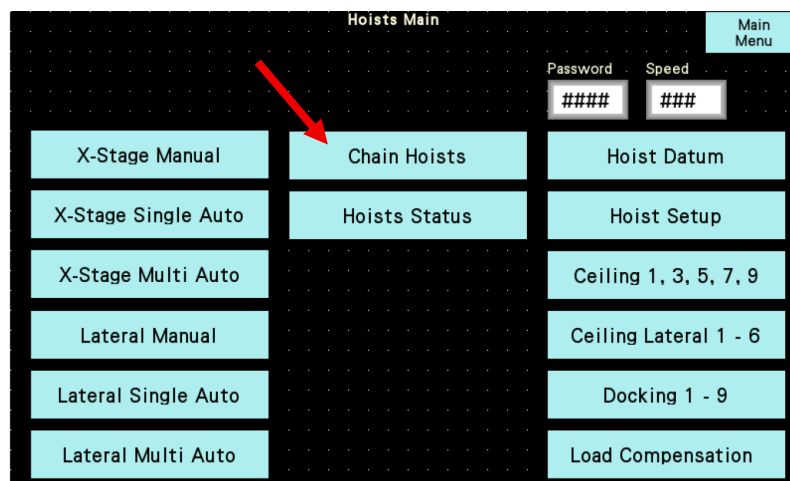 Hoists Main
Main
Menu
Password Speed
#### ###
X-Stage Manual Chain Hoists Hoist Datum
X-Stage Single Auto Hoists Status Hoist Setup
X-Stage Multi Auto Ceiling 1, 3, 5, 7, 9
Lateral Manual Ceiling Lateral 1 - 6
Lateral Single Auto Docking 1 - 9
Lateral Multi Auto Load Compensation